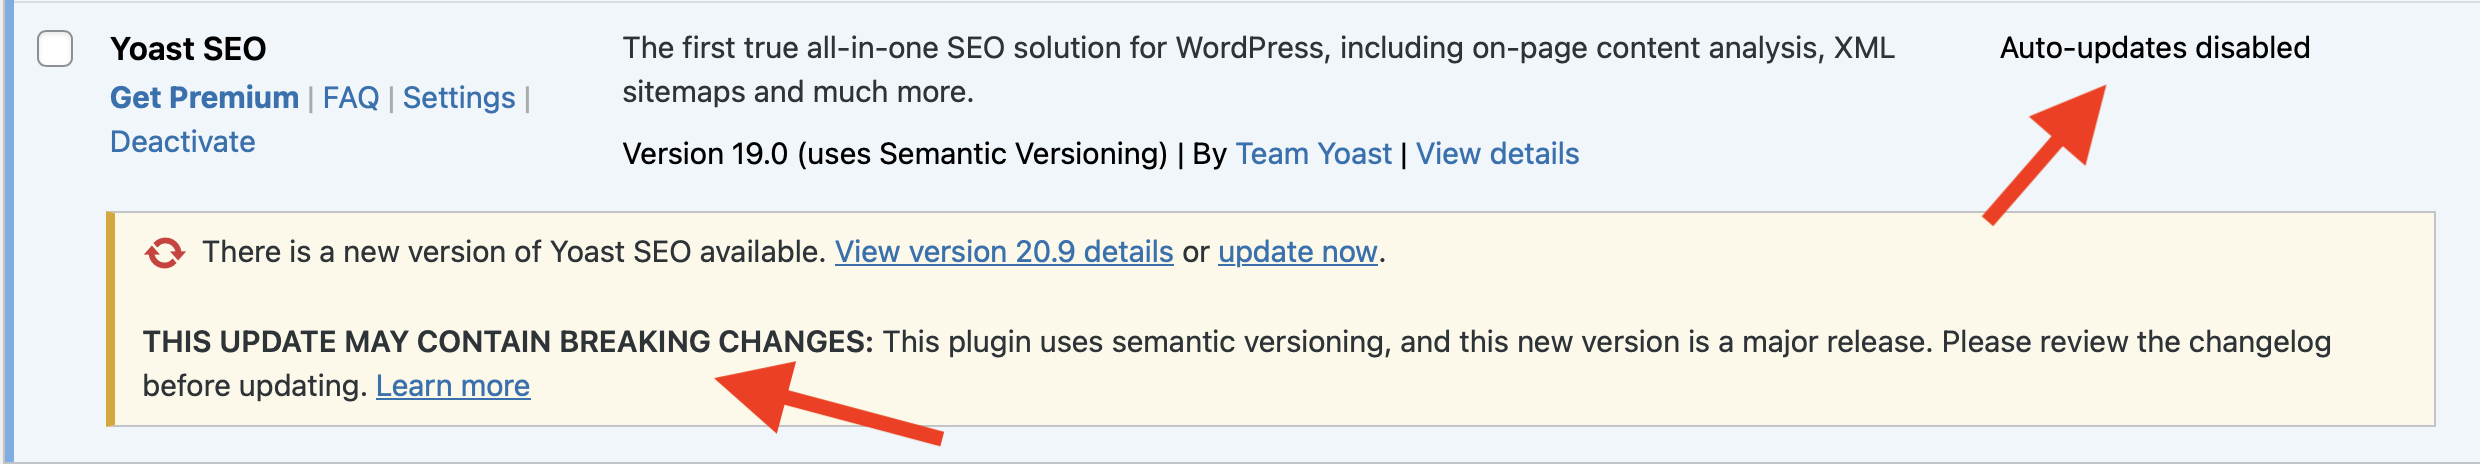 Yoast SEO
Get Premium | FAQ | Settings |
Deactivate
The first true all-in-one SEO solution for WordPress, including on-page content analysis, XML
sitemaps and much more.
Version 19.0 (uses Semantic Versioning) | By Team Yoast | View details
Auto-updates disabled
There is a new version of Yoast SEO available. View version 20.9 details or update now.
THIS UPDATE MAY CONTAIN BREAKING CHANGES: This plugin uses semantic versioning, and this new version is a major release. Please review the changelog
before updating. Learn more